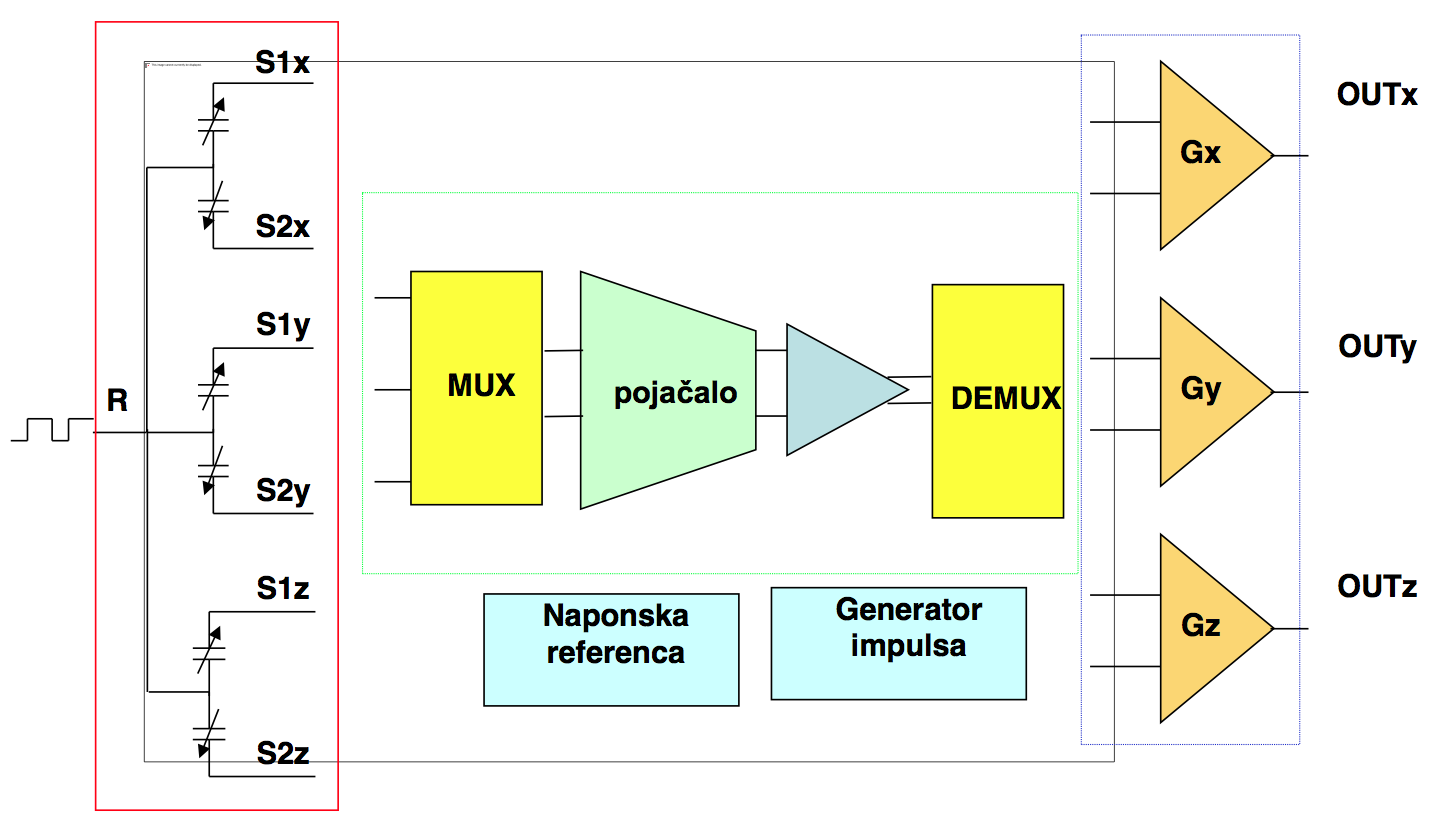 S1x
S2x
S1y
R
S2y
S1z
S2z
MUX
pojačalo
DEMUX
Naponska
referenca
Generator
impulsa
Gx
Gy
Gz
OUTx
OUTy
OUTz